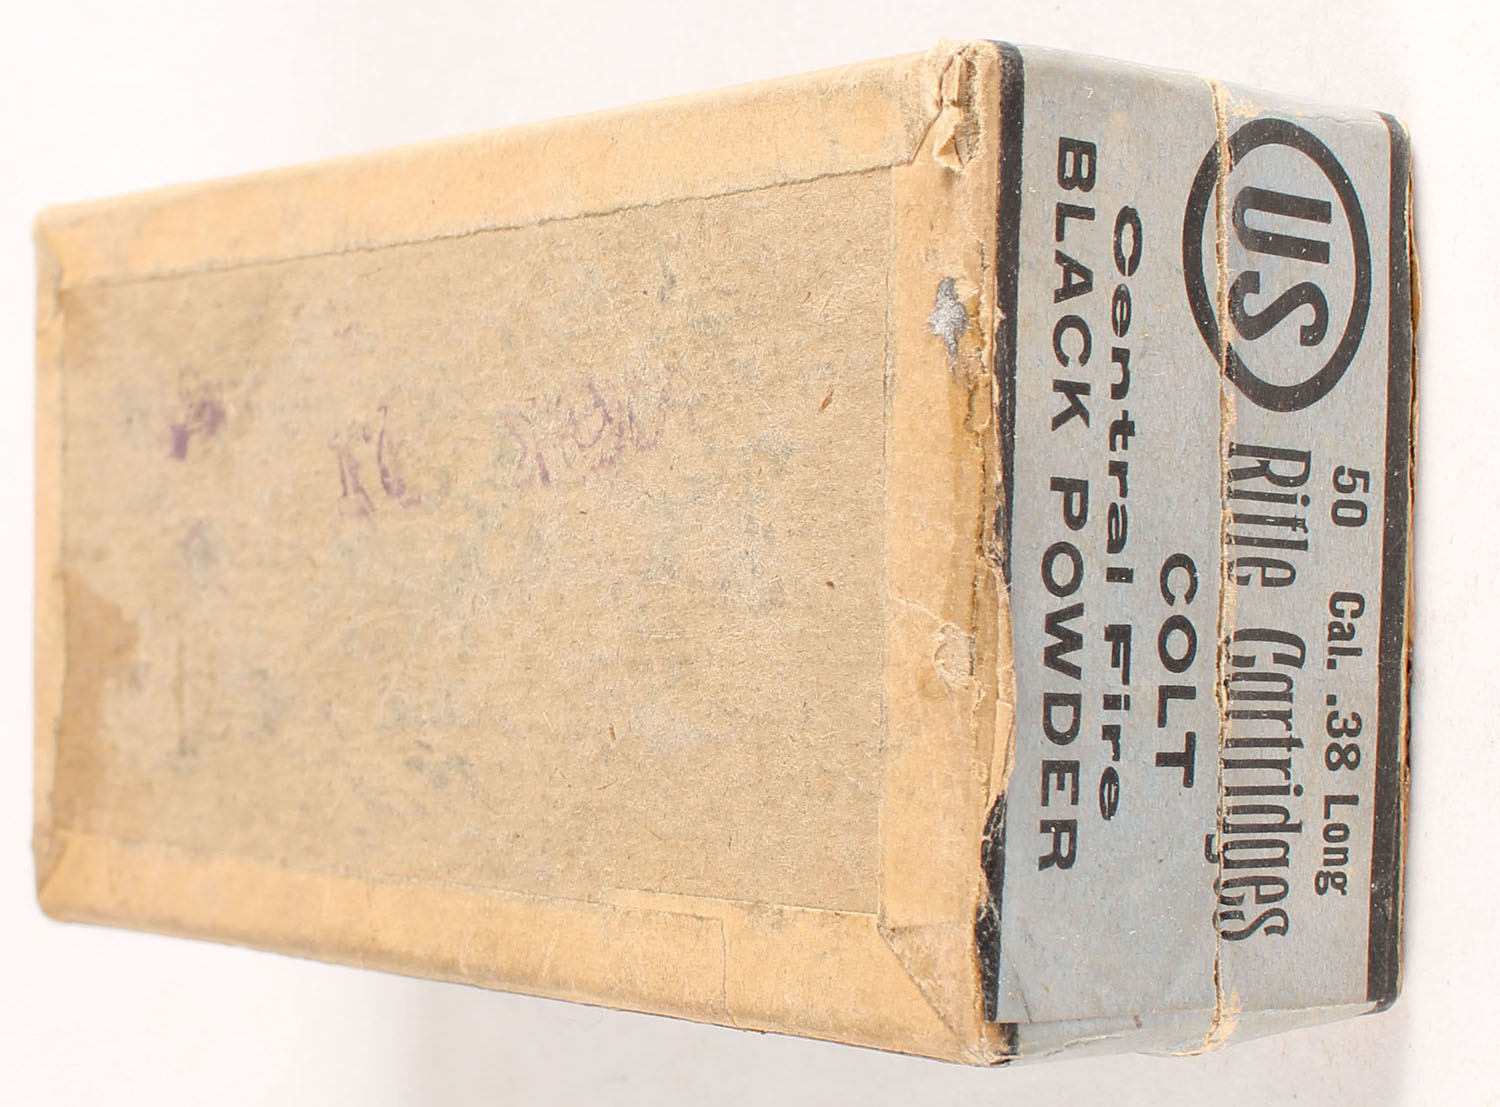 50 Cal. .38 Long
US Rifle Cartridges
COLT
Central Fire
BLACK POWDER